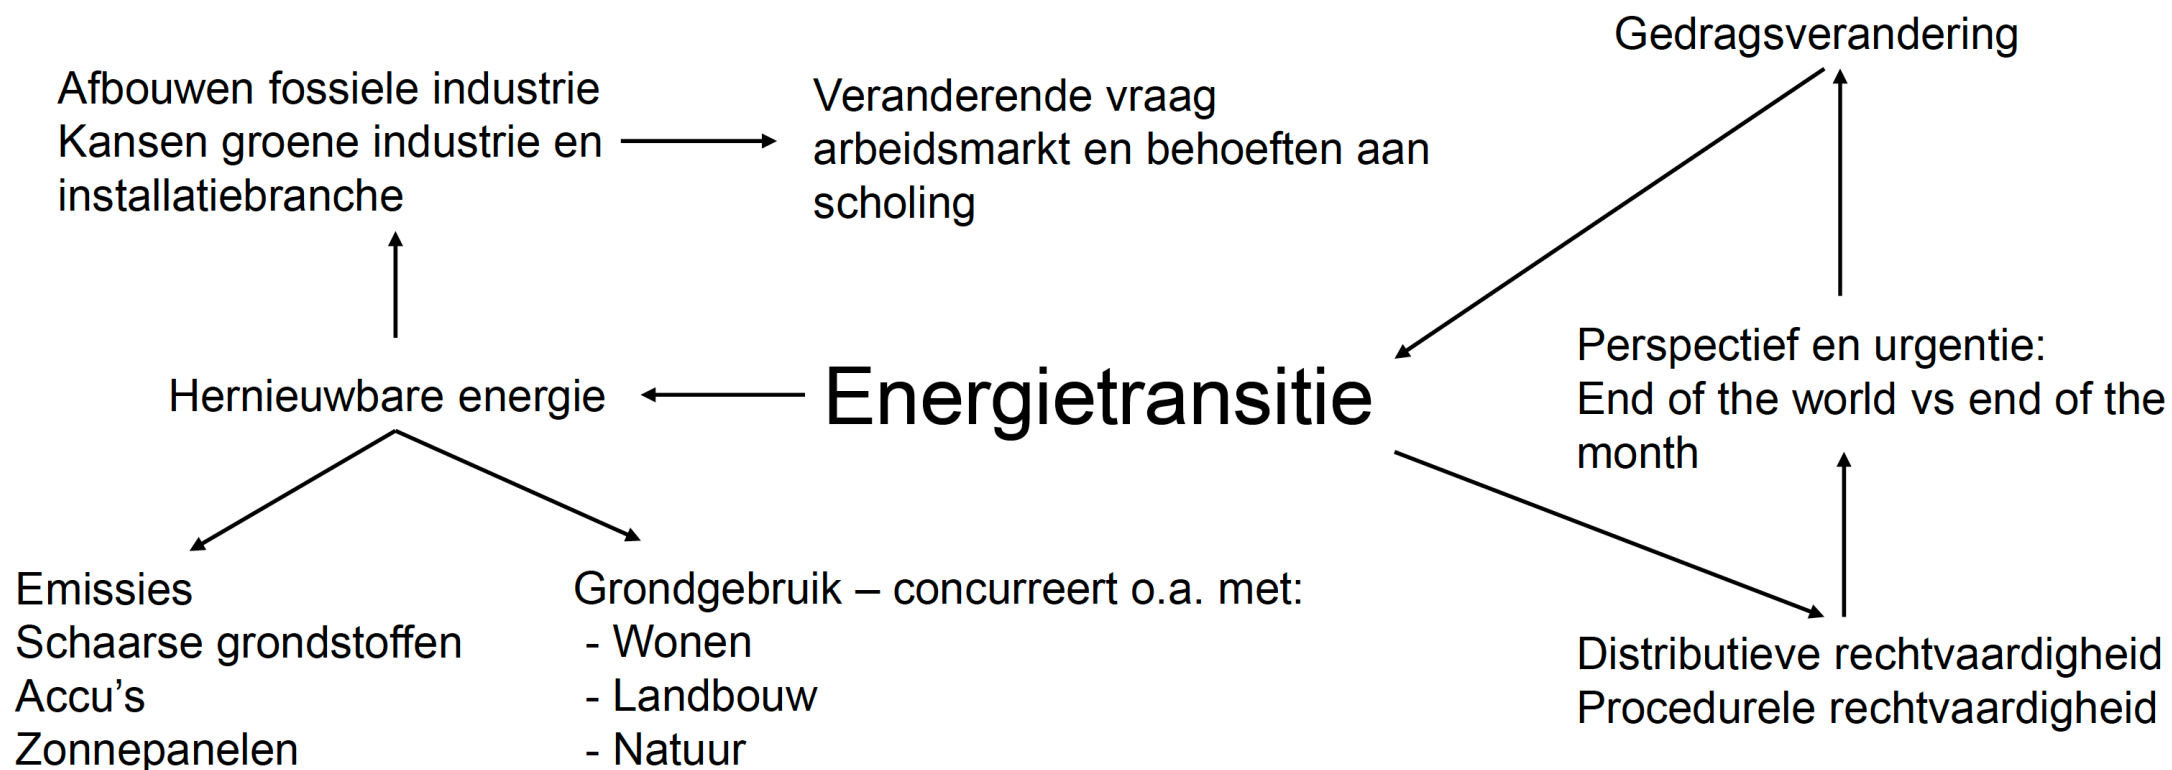 Gedragsverandering
Afbouwen fossiele industrie
Kansen groene industrie en
installatiebranche
Veranderende vraag
arbeidsmarkt en behoeften aan
scholing
Hernieuwbare energie
Energietransitie
Perspectief en urgentie:
End of the world vs end of the
month
Emissies
Schaarse grondstoffen
Accu’s
Zonnepanelen
Grondgebruik – concurreert o.a. met:
- Wonen
- Landbouw
- Natuur
Distributieve rechtvaardigheid
Procedurele rechtvaardigheid